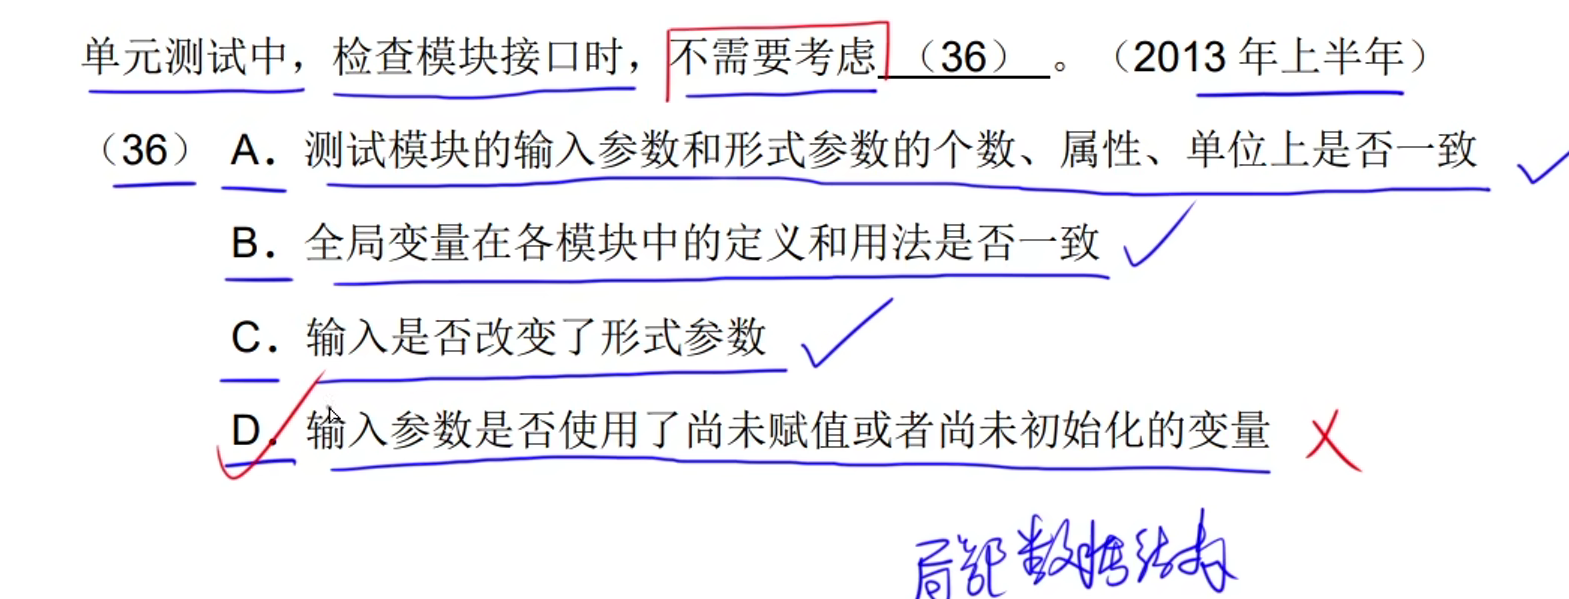 单元测试中，检查模块接口时，不需要考虑 （36） 。（2013 年上半年）
（36） A． 测试模块的输入参数和形式参数的个数、属性、单位上是否一致
B． 全局变量在各模块中的定义和用法是否一致
C． 输入是否改变了形式参数
D． 输入参数是否使用了尚未赋值或者尚未初始化的变量
局部数据结构